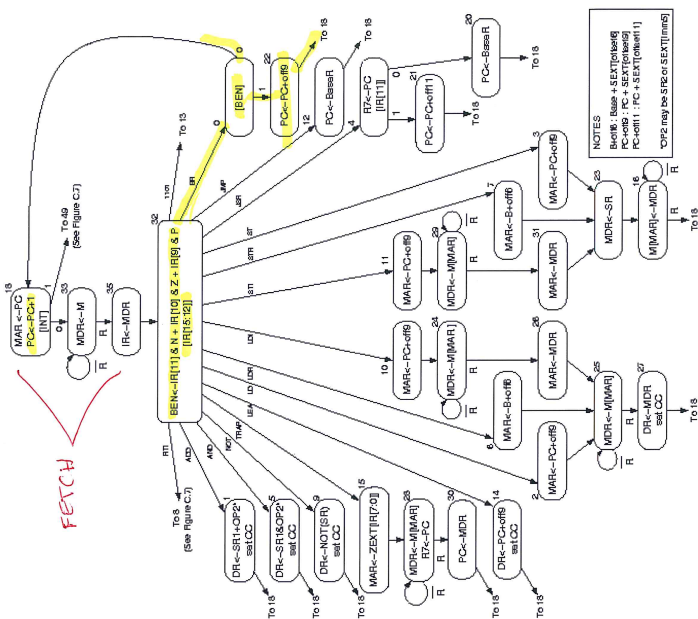 18
MAR <-PC
PC<-PC+1
[INT]
0
1
To 49
(See Figure C.7)
33
MDR<-M
R
R
35
IR<-MDR
FETCH
32
BEN<-IR[11] & N + IR[10] & Z + IR[9] & P
[IR[15:12]]
RTI
To 8
(See Figure C.7)
ADD
AND
NOT
TRAP
LEA
LD
LDR
LDI
STI
STR
ST
JSR
JMP
BR
1101
To 13
1
DR<-SR1+OP2*
set CC
To 18
5
DR<-SR1&OP2*
set CC
To 18
9
DR<-NOT(SR)
set CC
To 18
15
MAR<-ZEXT[IR[7:0]]
28
MDR<-M[MAR]
R7<-PC
R
R
30
PC<-MDR
To 18
14
DR<-PC+off9
set CC
To 18
2
MAR<-PC+off9
6
MAR<-B+off6
10
MAR<-PC+off9
24
MDR<-M[MAR]
R
R
26
MAR<-MDR
25
MDR<-M[MAR]
R
R
27
DR<-MDR
set CC
To 18
11
MAR<-PC+off9
29
MDR<-M[MAR]
R
R
31
MAR<-MDR
7
MAR<-B+off6
3
MAR<-PC+off9
23
MDR<-SR
16
M[MAR]<-MDR
R
R
To 18
0
[BEN]
0
1
22
PC<-PC+off9
To 18
12
PC<-BaseR
To 18
4
R7<-PC
[IR[11]]
0
1
20
PC<-BaseR
To 18
21
PC<-PC+off11
To 18
NOTES
B+off6 : Base + SEXT[offset6]
PC+off9 : PC + SEXT[offset9]
PC+off11 : PC + SEXT[offset11]
*OP2 may be SR2 or SEXT[imm5]